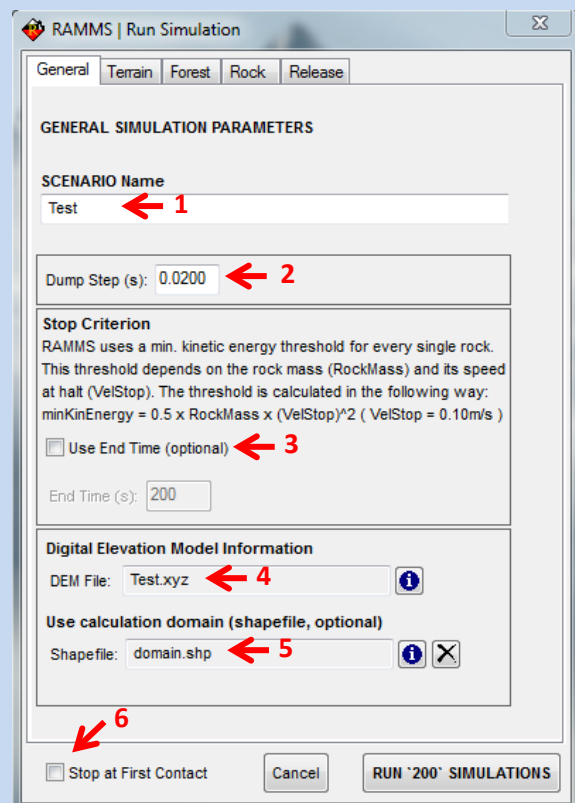 RAMMS | Run Simulation
General Terrain Forest Rock Release
GENERAL SIMULATION PARAMETERS
SCENARIO Name
Test 1
Dump Step (s): 0.0200 2
Stop Criterion
RAMMS uses a min. kinetic energy threshold for every single rock.
This threshold depends on the rock mass (RockMass) and its speed
at halt (VelStop). The threshold is calculated in the following way:
minKinEnergy = 0.5 x RockMass x (VelStop)^2 ( VelStop = 0.10m/s )
Use End Time (optional) 3
End Time (s): 200
Digital Elevation Model Information
DEM File: Test.xyz 4
Use calculation domain (shapefile, optional)
Shapefile: domain.shp 5
6
Stop at First Contact Cancel RUN `200` SIMULATIONS